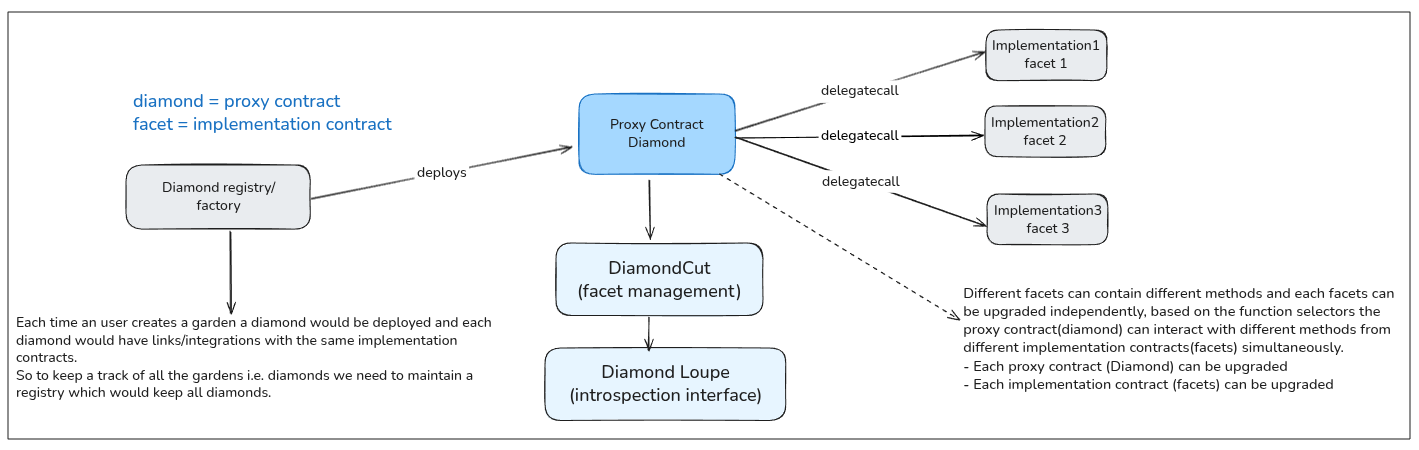 Implementation1
facet 1
delegatecall
diamond = proxy contract
facet = implementation contract
Proxy Contract
Diamond
delegatecall
Implementation2
facet 2
deploys
delegatecall
Diamond registry/
factory
Implementation3
facet 3
DiamondCut
(facet management)
Different facets can contain different methods and each facets can
be upgraded independently, based on the function selectors the
proxy contract(diamond) can interact with different methods from
different implementation contracts(facets) simultaneously.
- Each proxy contract (Diamond) can be upgraded
- Each implementation contract (facets) can be upgraded
Each time an user creates a garden a diamond would be deployed and each
diamond would have links/integrations with the same implementation
contracts.
So to keep a track of all the gardens i.e. diamonds we need to maintain a
registry which would keep all diamonds.
Diamond Loupe
(introspection interface)